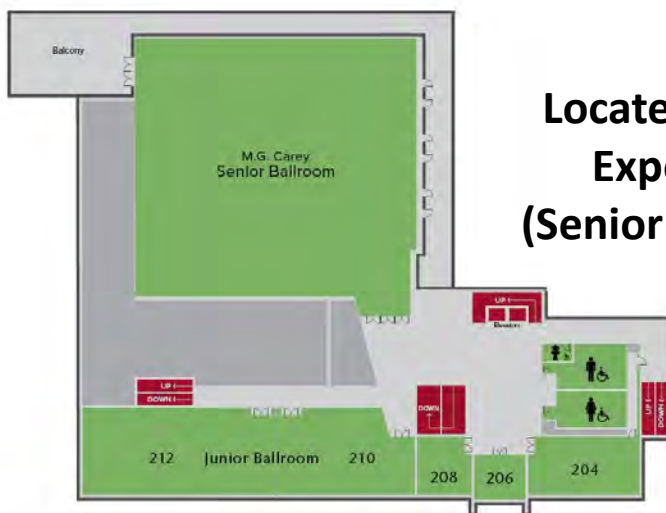 Balcony
Locate
Expo
(Senior
M.G. Carey
Senior Ballroom
UP
Elevators
UP
DOWN
DOWN
UP
DOWN
212 Junior Ballroom 210
208
206
204